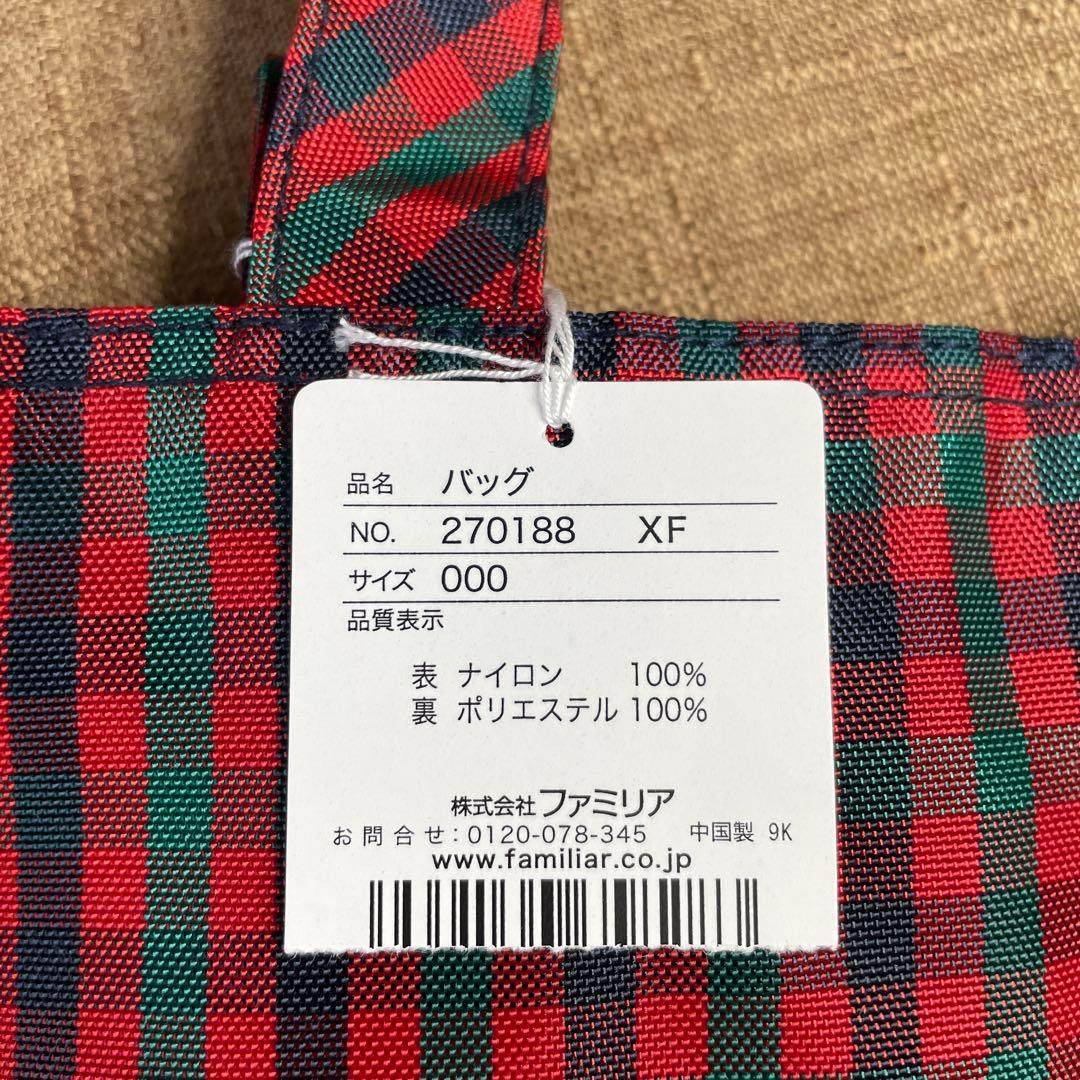 品名 バッグ
NO. 270188 XF
サイズ 000
品質表示
表 ナイロン 100%
裏 ポリエステル 100%
株式会社ファミリア
お問合せ:0120-078-345 中国製 9K
www.familiar.co.jp